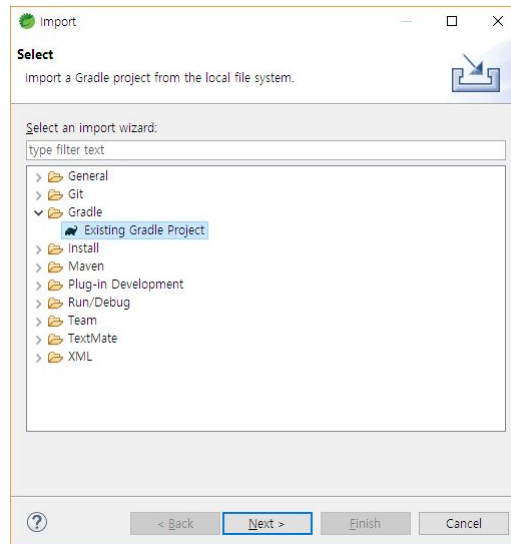 Import
Select
Import a Gradle project from the local file system.
Select an import wizard:
type filter text
General
Git
Gradle
Existing Gradle Project
Install
Maven
Plug-in Development
Run/Debug
Team
TextMate
XML
? < Back Next > Finish Cancel